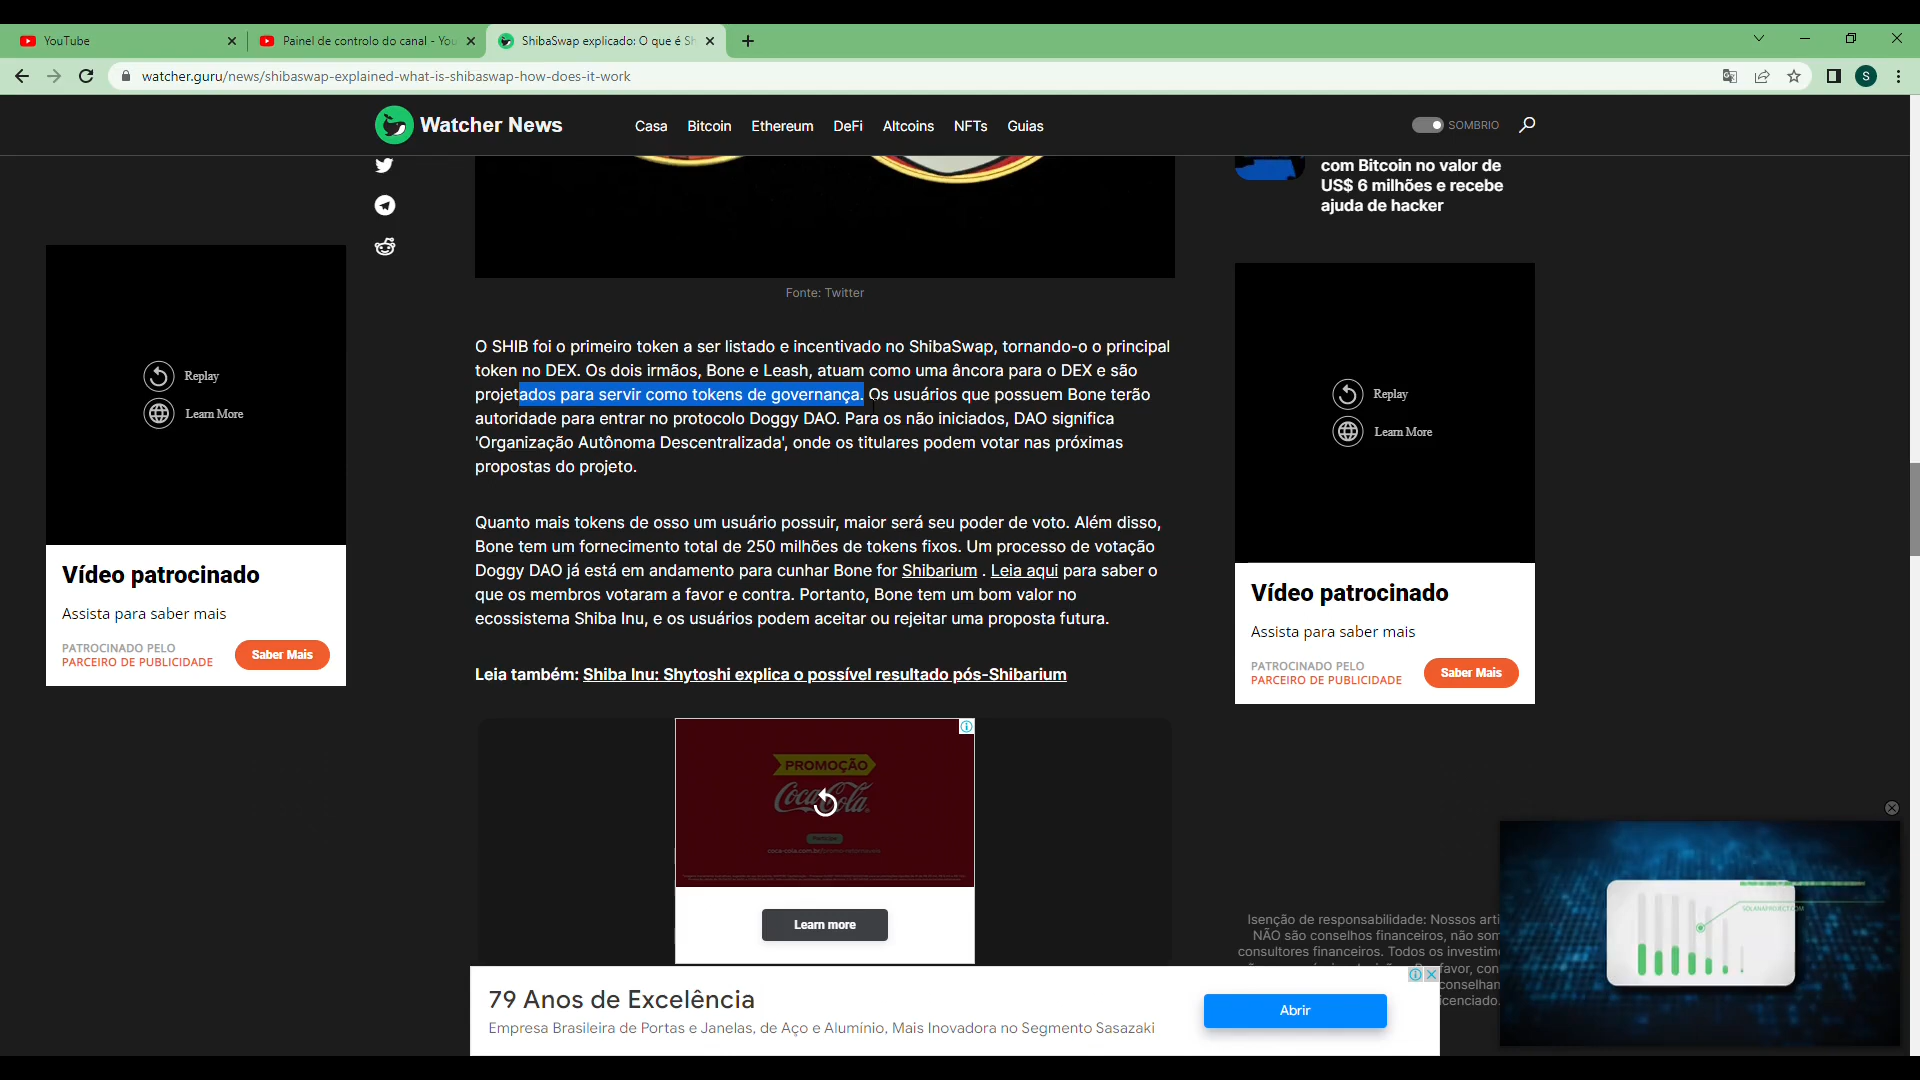 YouTube
Painel de controlo do canal - You
ShibaSwap explicado: O que é Sh
watcher.guru/news/shibaswap-explained-what-is-shibaswap-how-does-it-work
S
Watcher News
Casa Bitcoin Ethereum DeFi Altcoins NFTs Guias
SOMBRIO
com Bitcoin no valor de
US$ 6 milhões e recebe
ajuda de hacker
Fonte: Twitter
O SHIB foi o primeiro token a ser listado e incentivado no ShibaSwap, tornando-o o principal
token no DEX. Os dois irmãos, Bone e Leash, atuam como uma âncora para o DEX e são
projetados para servir como tokens de governança. Os usuários que possuem Bone terão
autoridade para entrar no protocolo Doggy DAO. Para os não iniciados, DAO significa
'Organização Autônoma Descentralizada', onde os titulares podem votar nas próximas
propostas do projeto.
Quanto mais tokens de osso um usuário possuir, maior será seu poder de voto. Além disso,
Bone tem um fornecimento total de 250 milhões de tokens fixos. Um processo de votação
Doggy DAO já está em andamento para cunhar Bone for Shibarium . Leia aqui para saber o
que os membros votaram a favor e contra. Portanto, Bone tem um bom valor no
ecossistema Shiba Inu, e os usuários podem aceitar ou rejeitar uma proposta futura.
Leia também: Shiba Inu: Shytoshi explica o possível resultado pós-Shibarium
Replay
Learn More
Vídeo patrocinado
Assista para saber mais
PATROCINADO PELO
PARCEIRO DE PUBLICIDADE
Saber Mais
Replay
Learn More
Vídeo patrocinado
Assista para saber mais
PATROCINADO PELO
PARCEIRO DE PUBLICIDADE
Saber Mais
PROMOÇÃO
Coca-Cola
Learn more
Isenção de responsabilidade: Nossos arti
NÃO são conselhos financeiros, não som
consultores financeiros. Todos os investim
favor, con
conselhan
icenciado.
SOLANAPROJECT.COM
79 Anos de Excelência
Empresa Brasileira de Portas e Janelas, de Aço e Alumínio, Mais Inovadora no Segmento Sasazaki
Abrir